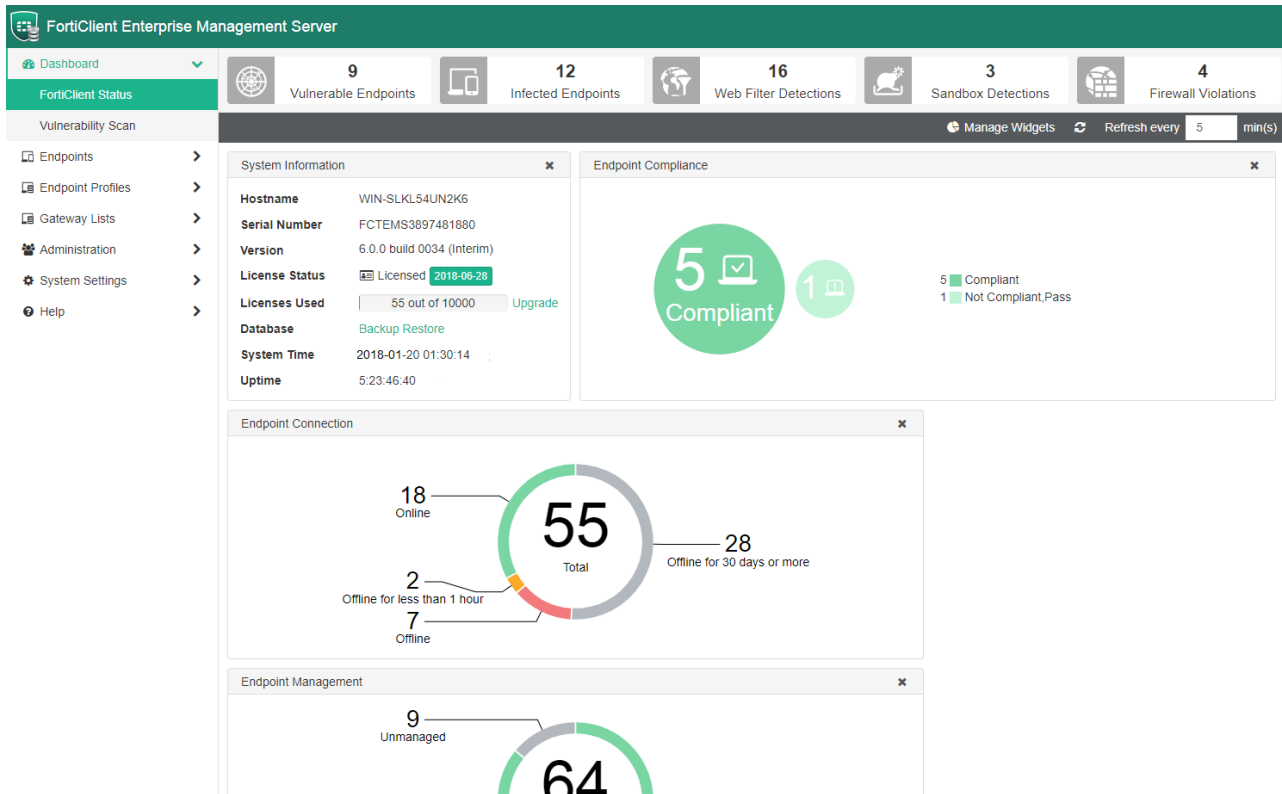 FortiClient Enterprise Management Server
Dashboard
FortiClient Status
Vulnerability Scan
Endpoints
Endpoint Profiles
Gateway Lists
Administration
System Settings
Help
9
Vulnerable Endpoints
12
Infected Endpoints
16
Web Filter Detections
3
Sandbox Detections
4
Firewall Violations
Manage Widgets Refresh every 5 min(s)
System Information
Hostname WIN-SLKL54UN2K6
Serial Number FCTEMS3897481880
Version 6.0.0 build 0034 (Interim)
License Status Licensed 2018-06-28
Licenses Used 55 out of 10000 Upgrade
Database Backup Restore
System Time 2018-01-20 01:30:14
Uptime 5:23:46:40
Endpoint Compliance
5
Compliant
1
5 Compliant
1 Not Compliant,Pass
Endpoint Connection
18
Online
55
Total
28
Offline for 30 days or more
2
Offline for less than 1 hour
7
Offline
Endpoint Management
9
Unmanaged
64